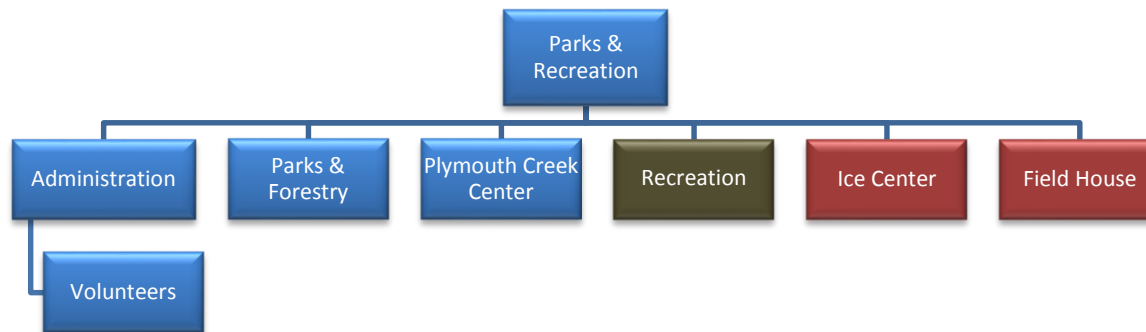 Parks &
Recreation
Administration
Parks &
Forestry
Plymouth Creek
Center
Recreation
Ice Center
Field House
Volunteers